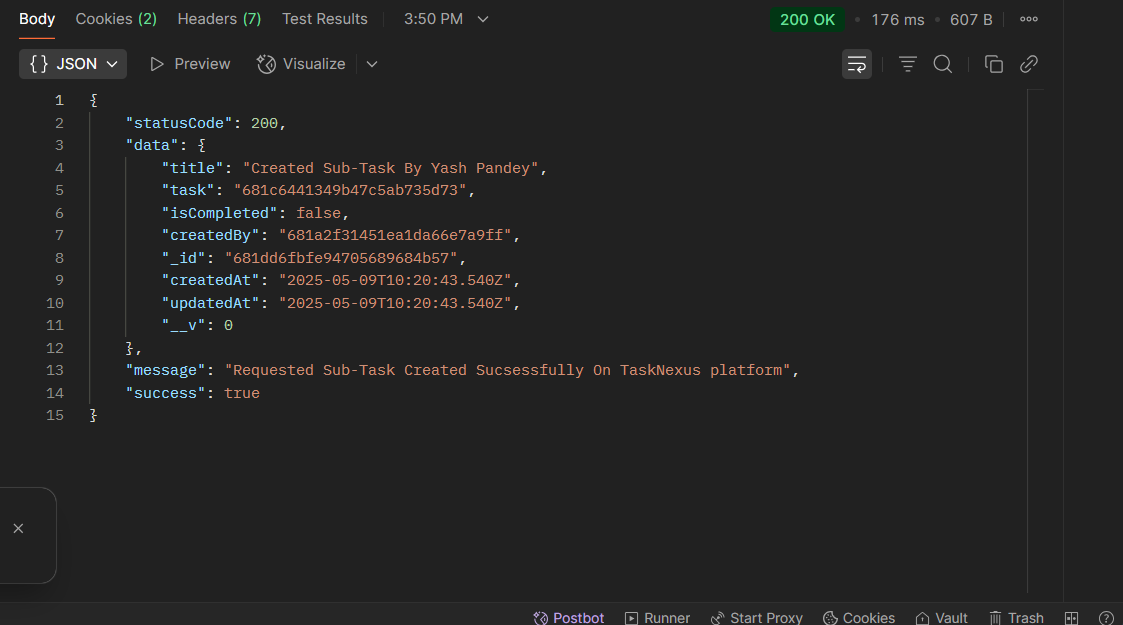 Body Cookies (2) Headers (7) Test Results 3:50 PM 200 OK • 176 ms • 607 B
{} JSON Preview Visualize
1 {
2 "statusCode": 200,
3 "data": {
4 "title": "Created Sub-Task By Yash Pandey",
5 "task": "681c6441349b47c5ab735d73",
6 "isCompleted": false,
7 "createdBy": "681a2f31451ea1da66e7a9ff",
8 "_id": "681dd6fbfe94705689684b57",
9 "createdAt": "2025-05-09T10:20:43.540Z",
10 "updatedAt": "2025-05-09T10:20:43.540Z",
11 "__v": 0
12 },
13 "message": "Requested Sub-Task Created Sucsessfully On TaskNexus platform",
14 "success": true
15 }
Postbot Runner Start Proxy Cookies Vault Trash